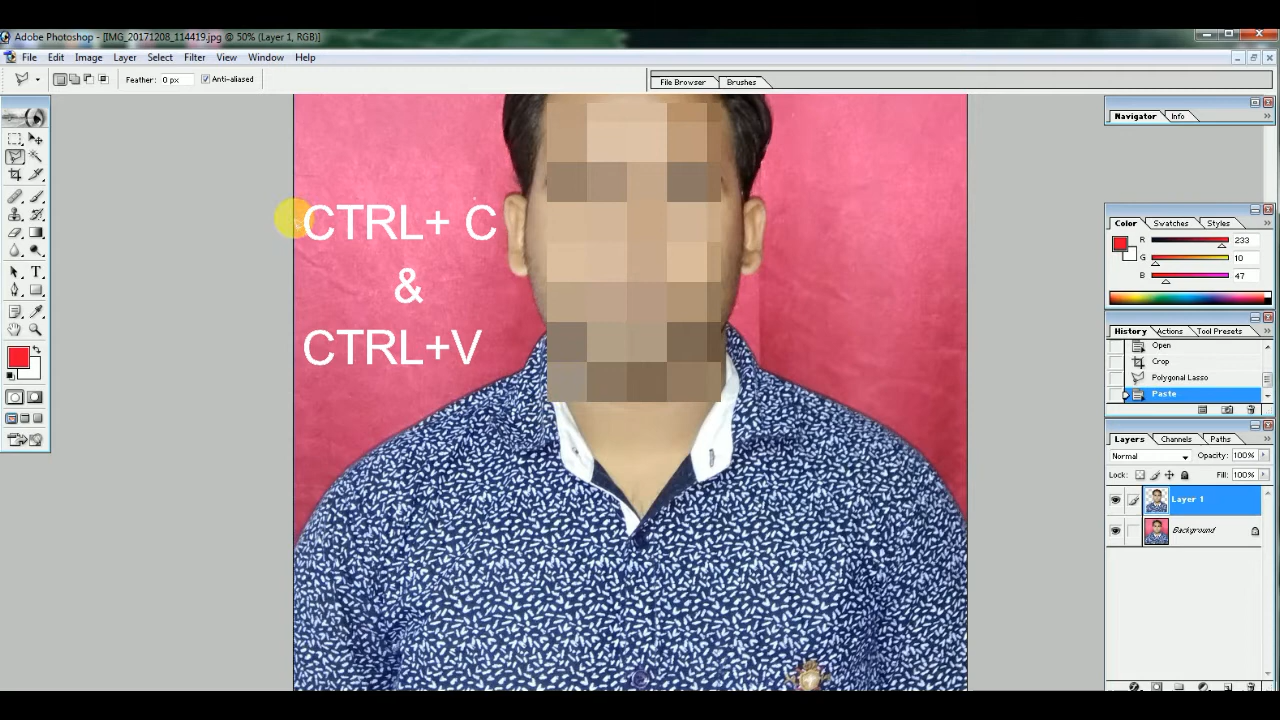 Adobe Photoshop - [IMG_20171208_114419.jpg @ 50% (Layer 1, RGB)]
File Edit Image Layer Select Filter View Window Help
Feather: 0 px Anti-aliased
File Browser Brushes
Navigator Info
CTRL+ C
&
CTRL+V
Color Swatches Styles
R 233
G 10
B 47
History Actions Tool Presets
Open
Crop
Polygonal Lasso
Paste
Layers Channels Paths
Normal Opacity: 100%
Lock: Fill: 100%
Layer 1
Background